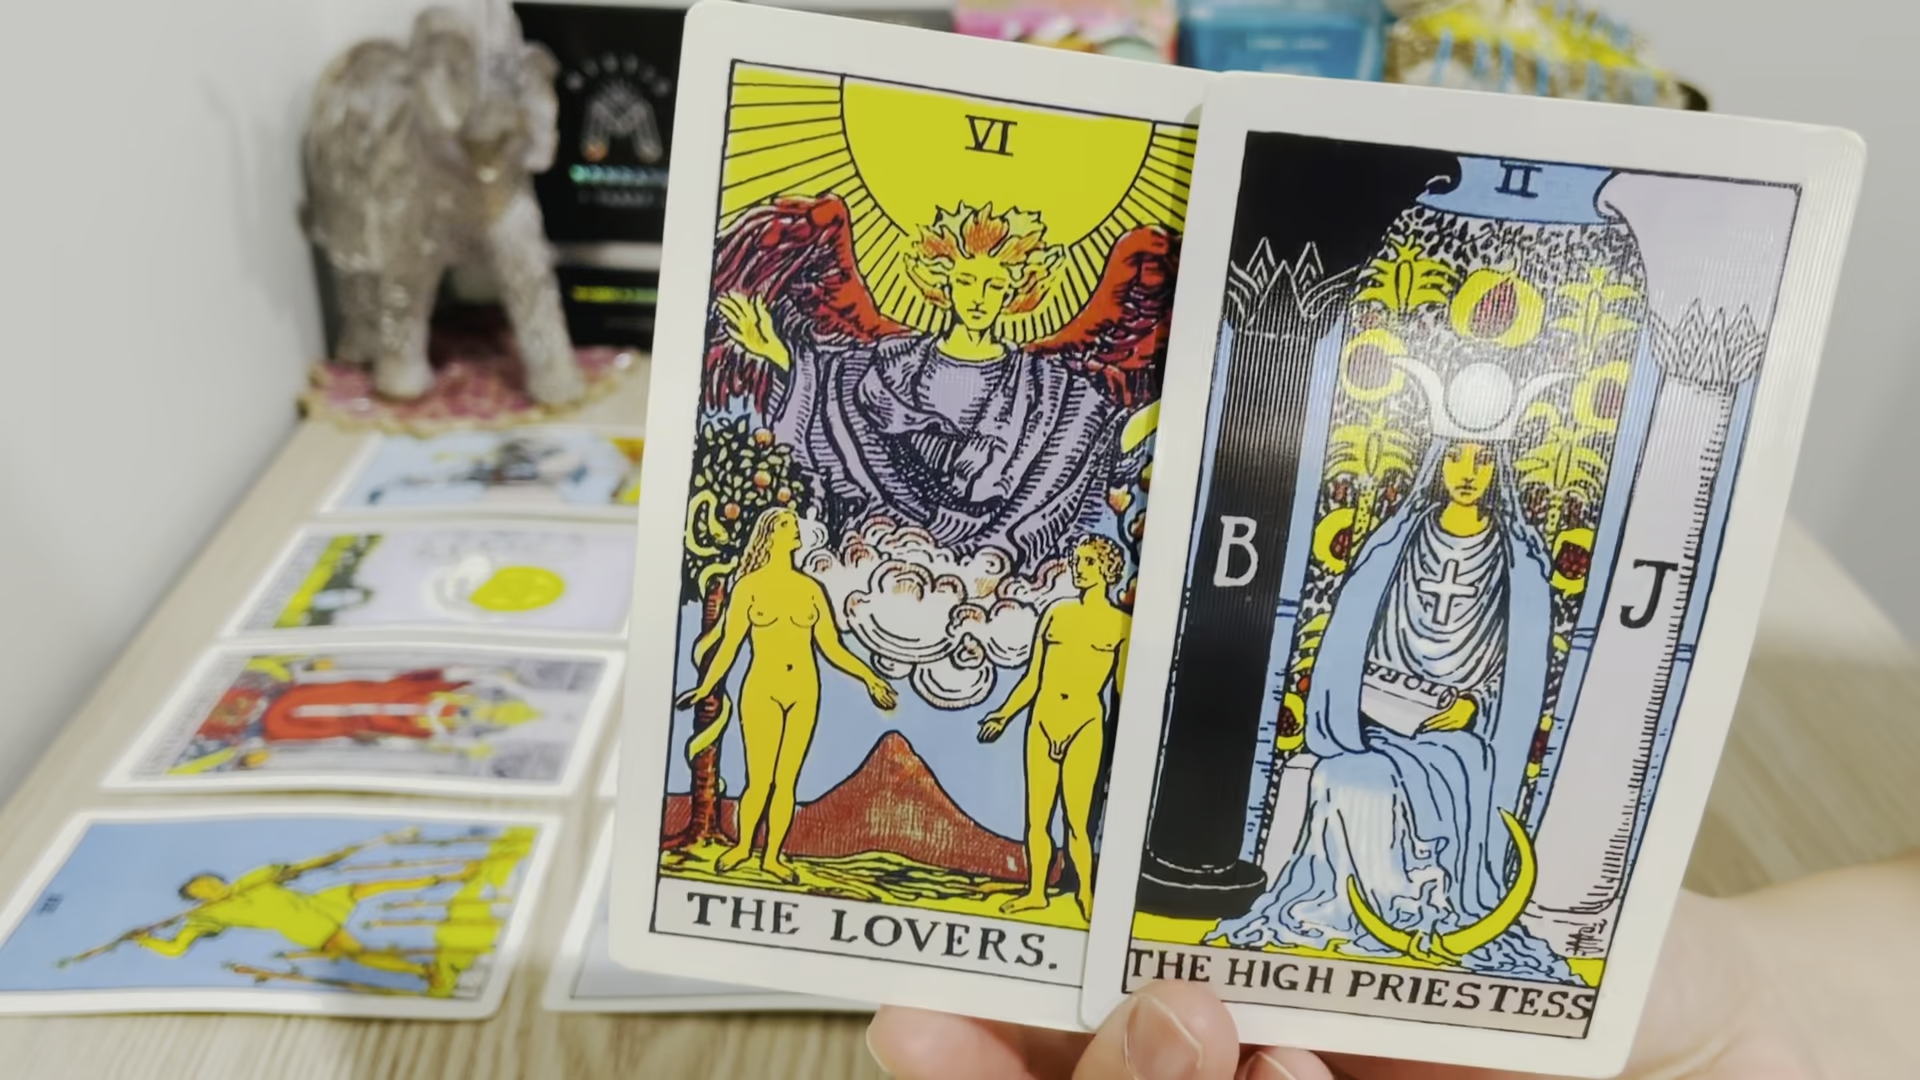 VI
THE LOVERS.
II
B
J
TORA
THE HIGH PRIESTESS